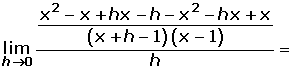 lim h→0 ((x² − x + hx − h − x² − hx + x) / ((x + h − 1)(x − 1))) / h =